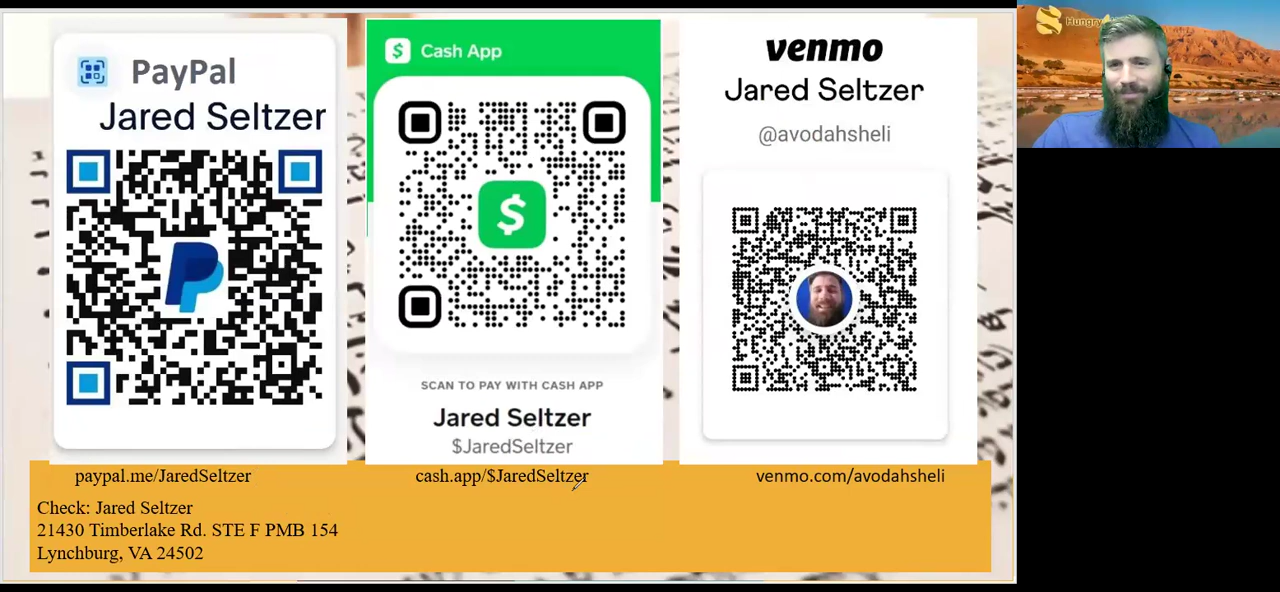 PayPal
Jared Seltzer
Cash App
SCAN TO PAY WITH CASH APP
Jared Seltzer
$JaredSeltzer
venmo
Jared Seltzer
@avodahsheli
paypal.me/JaredSeltzer
cash.app/$JaredSeltzer
venmo.com/avodahsheli
Check: Jared Seltzer
21430 Timberlake Rd. STE F PMB 154
Lynchburg, VA 24502
Hungry